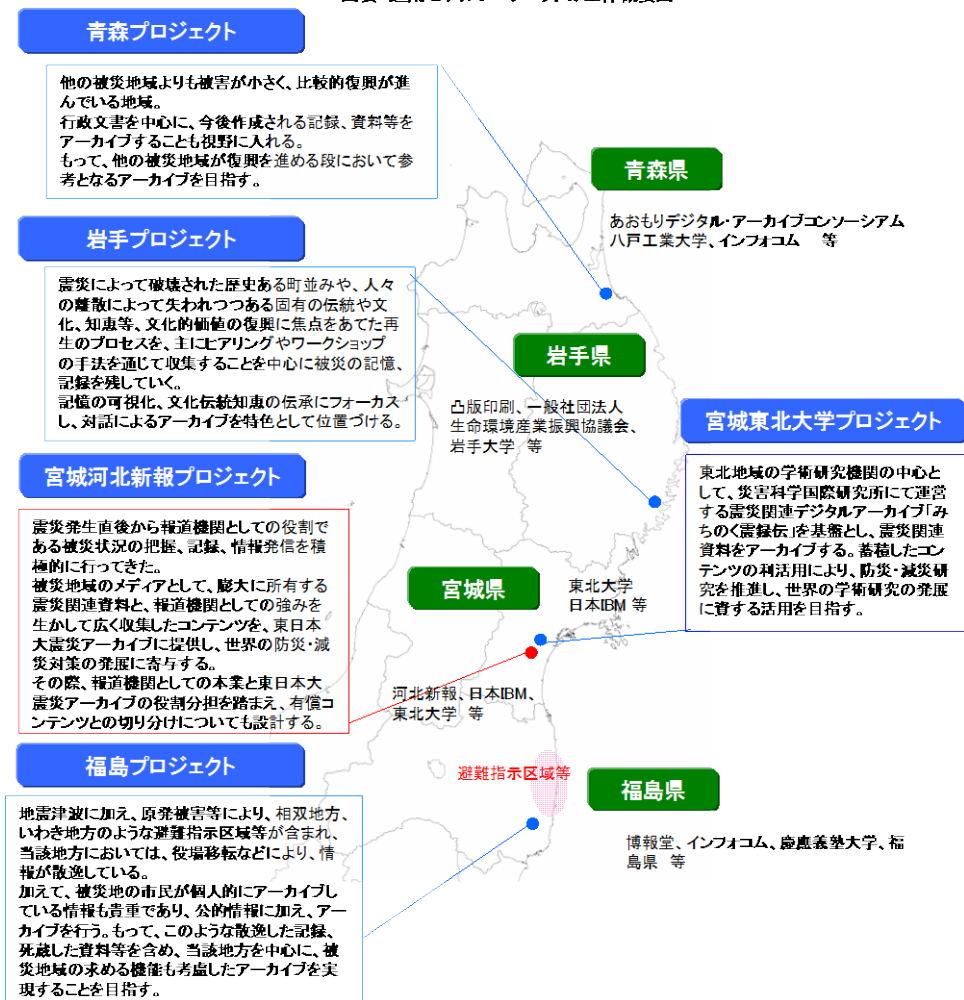 青森プロジェクト
他の被災地域よりも被害が小さく、比較的復興が進
んでいる地域。
行政文書を中心に、今後作成される記録、資料等を
アーカイブすることも視野に入れる。
もって、他の被災地域が復興を進める段において参
考となるアーカイブを目指す。
青森県
あおもりデジタル・アーカイブコンソーシアム
八戸工業大学、インフォコム 等
岩手プロジェクト
震災によって破壊された歴史ある町並みや、人々
の離散によって失われつつある固有の伝統や文
化、知恵等、文化的価値の復興に焦点をあてた再
生のプロセスを、主にヒアリングやワークショップ
の手法を通じて収集することを中心に被災の記憶、
記録を残していく。
記憶の可視化、文化伝統知恵の伝承にフォーカス
し、対話によるアーカイブを特色として位置づける。
岩手県
凸版印刷、一般社団法人
生命環境産業振興協議会、
岩手大学 等
宮城東北大学プロジェクト
東北地域の学術研究機関の中心と
して、災害科学国際研究所にて運営
する震災関連デジタルアーカイブ「み
ちのく震録伝」を基盤とし、震災関連
資料をアーカイブする。蓄積したコン
テンツの利活用により、防災・減災研
究を推進し、世界の学術研究の発展
に資する活用を目指す。
宮城河北新報プロジェクト
震災発生直後から報道機関としての役割で
ある被災状況の把握、記録、情報発信を積
極的に行ってきた。
被災地域のメディアとして、膨大に所有する
震災関連資料と、報道機関としての強みを
生かして広く収集したコンテンツを、東日本
大震災アーカイブに提供し、世界の防災・減
災対策の発展に寄与する。
その際、報道機関としての本業と東日本大
震災アーカイブの役割分担を踏まえ、有償コ
ンテンツとの切り分けについても設計する。
宮城県
東北大学
日本IBM 等
河北新報、日本IBM、
東北大学 等
福島プロジェクト
地震津波に加え、原発被害等により、相双地方、
いわき地方のような避難指示区域等が含まれ、
当該地方においては、役場移転などにより、情
報が散逸している。
加えて、被災地の市民が個人的にアーカイブし
ている情報も貴重であり、公的情報に加え、アー
カイブを行う。もって、このような散逸した記録、
死蔵した資料等を含め、当該地方を中心に、被
災地域の求める機能も考慮したアーカイブを実
現することを目指す。
避難指示区域等
福島県
博報堂、インフォコム、慶應義塾大学、福
島県 等